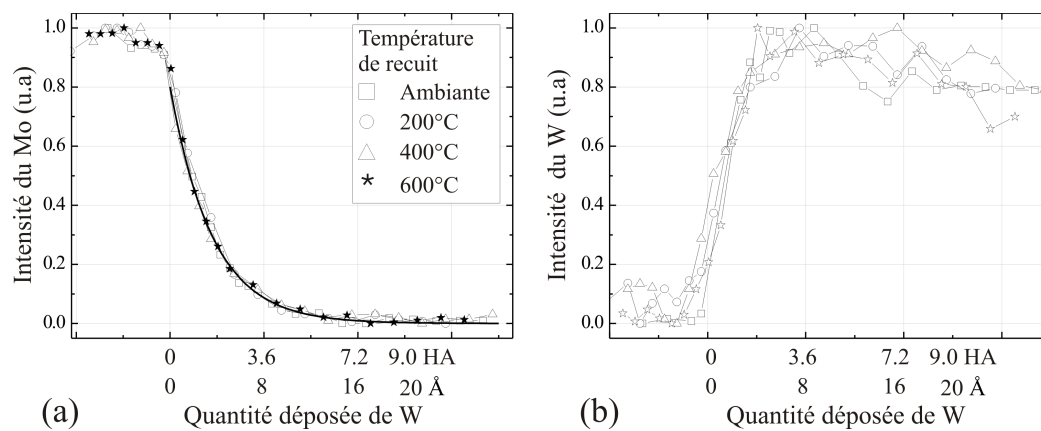 Intensité du Mo (u.a)
1.0
0.8
0.6
0.4
0.2
0.0
Température
de recuit
Ambiante
200°C
400°C
600°C
0 3.6 7.2 9.0 HA
0 8 16 20 Å
(a) Quantité déposée de W
Intensité du W (u.a)
1.0
0.8
0.6
0.4
0.2
0.0
0 3.6 7.2 9.0 HA
0 8 16 20 Å
(b) Quantité déposée de W